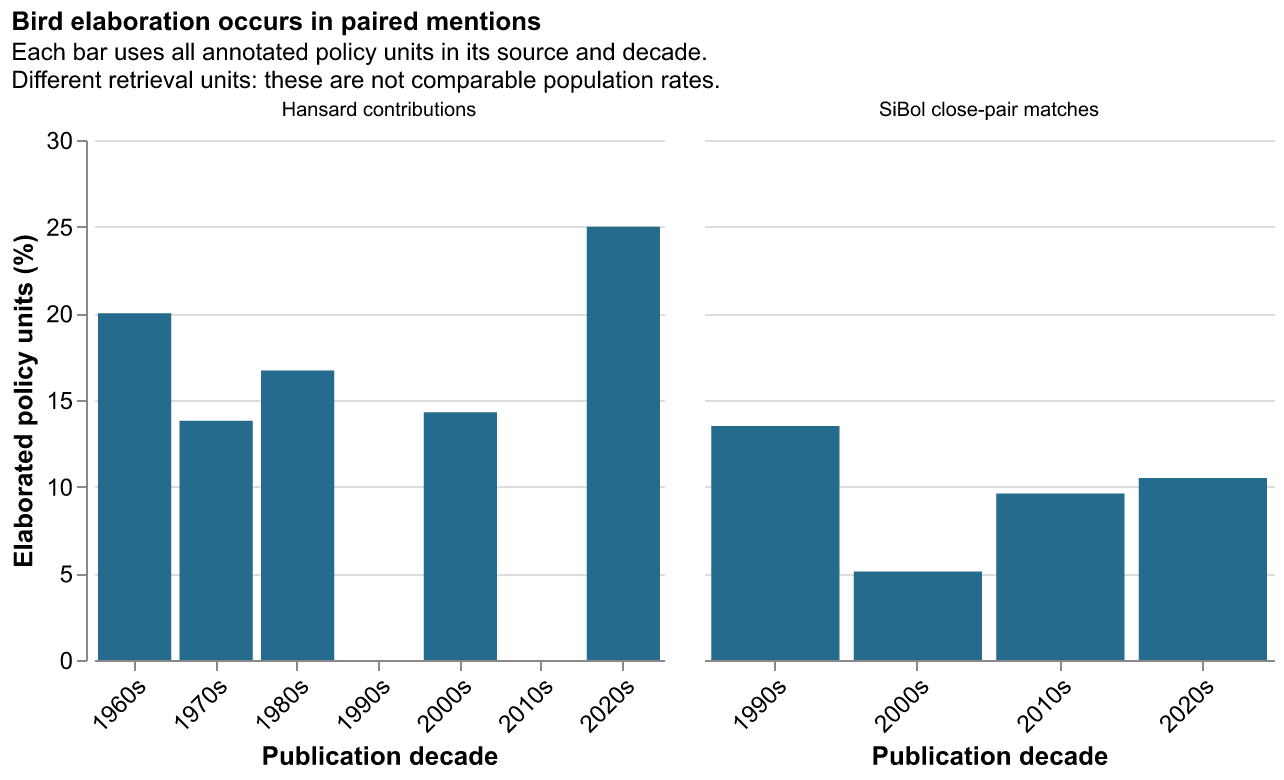 Bird elaboration occurs in paired mentions
Each bar uses all annotated policy units in its source and decade.
Different retrieval units: these are not comparable population rates.
Hansard contributions
SiBol close-pair matches
Elaborated policy units (%)
30
25
20
15
10
5
0
1960s
1970s
1980s
1990s
2000s
2010s
2020s
Publication decade
1990s
2000s
2010s
2020s
Publication decade